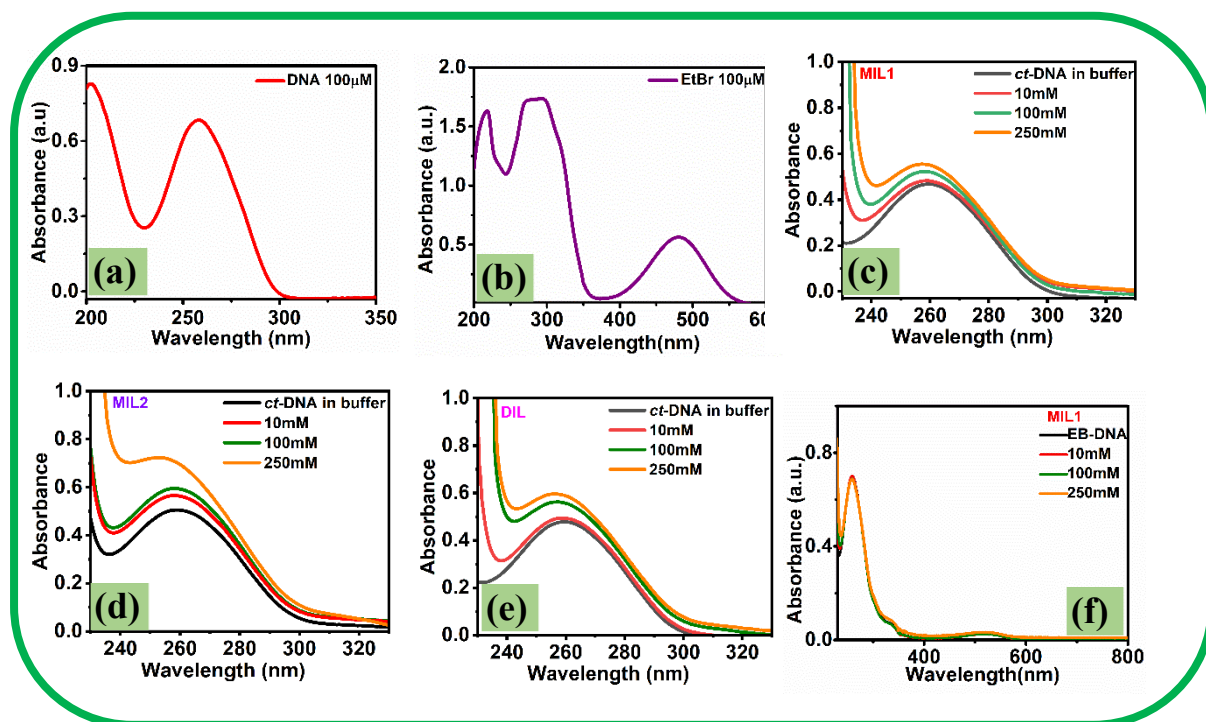 0.9
0.6
0.3
0.0
Absorbance (a.u)
DNA 100μM
(a)
200 250 300 350
Wavelength (nm)
2.0
1.5
1.0
0.5
Absorbance (a.u.)
EtBr 100μM
(b)
200 300 400 500
Wavelength(nm)
1.0
0.8
0.6
0.4
0.2
0.0
Absorbance (a.u.)
MIL1
ct-DNA in buffer
10mM
100mM
250mM
(c)
240 260 280 300 320
Wavelength (nm)
1.0
0.8
0.6
0.4
0.2
0.0
Absorbance
MIL2
ct-DNA in buffer
10mM
100mM
250mM
(d)
240 260 280 300 320
Wavelength (nm)
1.0
0.8
0.6
0.4
0.2
0.0
Absorbance
DIL
ct-DNA in buffer
10mM
100mM
250mM
(e)
240 260 280 300 320
Wavelength (nm)
0.8
0.4
0.0
Absorbance (a.u.)
MIL1
EB-DNA
10mM
100mM
250mM
(f)
400 600 800
Wavelength(nm)